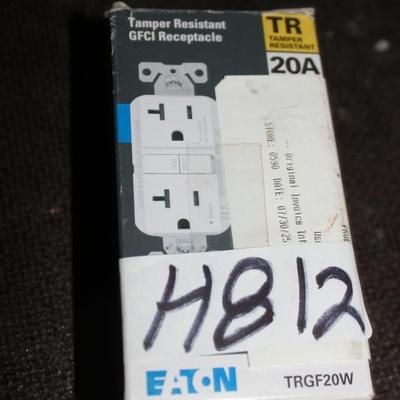 Tamper Resistant
GFCI Receptacle
TR
TAMPER
RESISTANT
20A
-- Original Invoice
STORE: 0590 DATE: 07/30/25
H812
EATON
TRGF20W